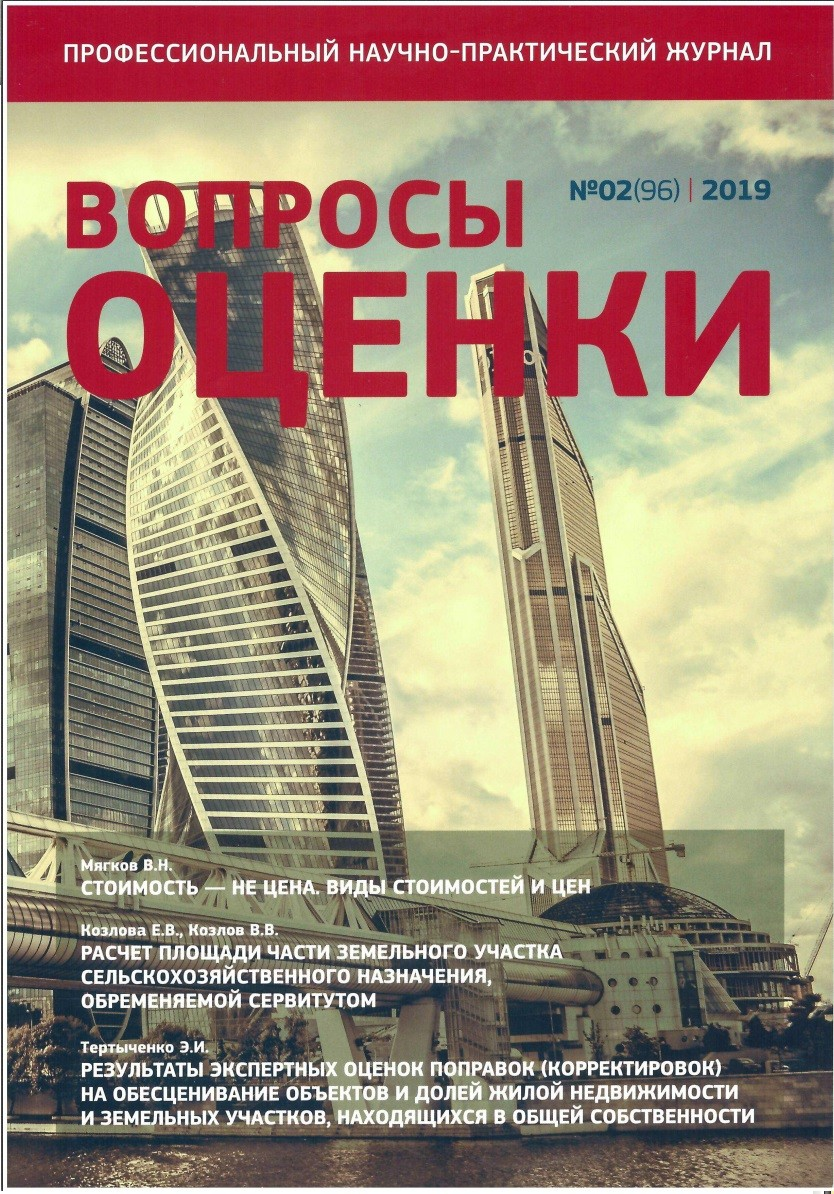 ПРОФЕССИОНАЛЬНЫЙ НАУЧНО-ПРАКТИЧЕСКИЙ ЖУРНАЛ
ВОПРОСЫ
№02(96) | 2019
ОЦЕНКИ
Мягков В.Н.
СТОИМОСТЬ — НЕ ЦЕНА. ВИДЫ СТОИМОСТЕЙ И ЦЕН
Козлова Е.В., Козлов В.В.
РАСЧЕТ ПЛОЩАДИ ЧАСТИ ЗЕМЕЛЬНОГО УЧАСТКА
СЕЛЬСКОХОЗЯЙСТВЕННОГО НАЗНАЧЕНИЯ,
ОБРЕМЕНЯЕМОЙ СЕРВИТУТОМ
Тертыченко Э.И.
РЕЗУЛЬТАТЫ ЭКСПЕРТНЫХ ОЦЕНОК ПОПРАВОК (КОРРЕКТИРОВОК)
НА ОБЕСЦЕНИВАНИЕ ОБЪЕКТОВ И ДОЛЕЙ ЖИЛОЙ НЕДВИЖИМОСТИ
И ЗЕМЕЛЬНЫХ УЧАСТКОВ, НАХОДЯЩИХСЯ В ОБЩЕЙ СОБСТВЕННОСТИ